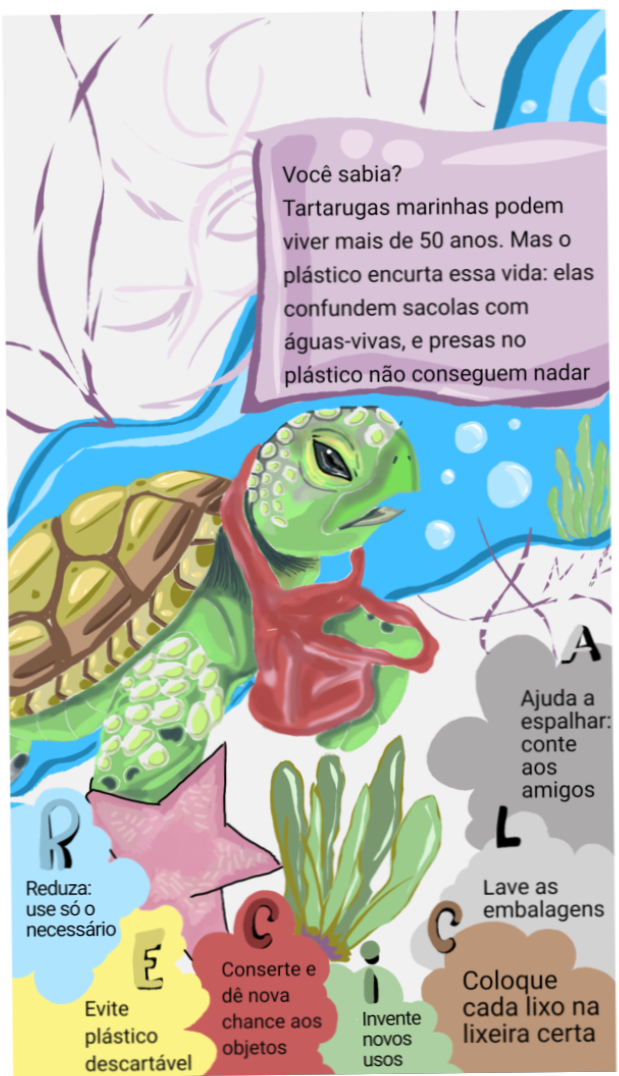 Você sabia?
Tartarugas marinhas podem
viver mais de 50 anos. Mas o
plástico encurta essa vida: elas
confundem sacolas com
águas-vivas, e presas no
plástico não conseguem nadar
R
Reduza:
use só o
necessário
E
Evite
plástico
descartável
C
Conserte e
dê nova
chance aos
objetos
i
Invente
novos
usos
C
Coloque
cada lixo na
lixeira certa
L
Lave as
embalagens
A
Ajuda a
espalhar:
conte
aos
amigos